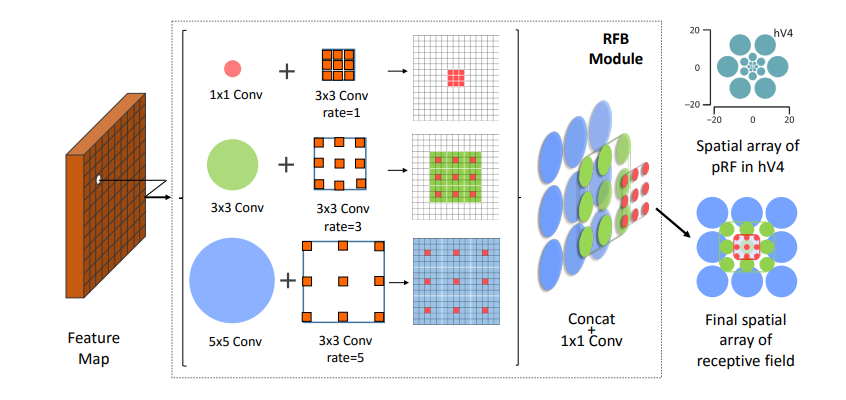 Feature
Map
1x1 Conv
+
3x3 Conv
rate=1
3x3 Conv
+
3x3 Conv
rate=3
5x5 Conv
+
3x3 Conv
rate=5
RFB
Module
Concat
+
1x1 Conv
hV4
20
0
−20
−20
0
20
Spatial array of
pRF in hV4
Final spatial
array of
receptive field